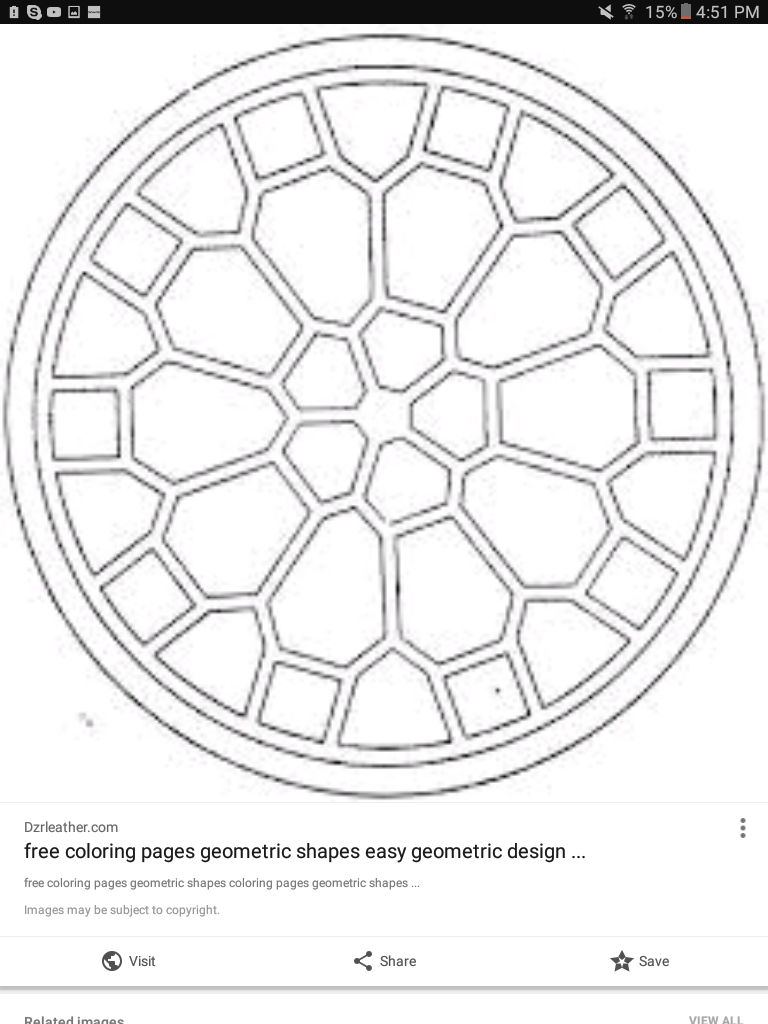 15% 4:51 PM
Dzrleather.com
free coloring pages geometric shapes easy geometric design ...
free coloring pages geometric shapes coloring pages geometric shapes ...
Images may be subject to copyright.
Visit Share Save
Related images VIEW ALL